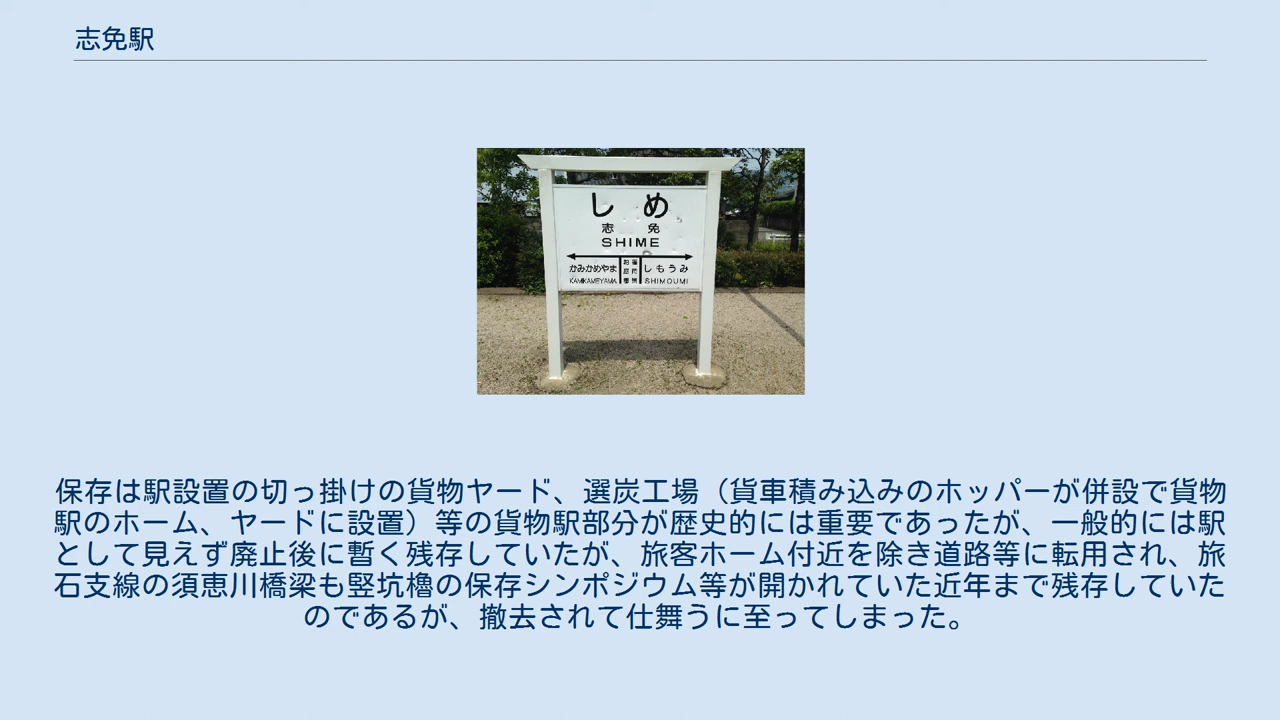 志免駅
しめ
志免
SHIME
かみかめやま
しもうみ
KAMIKAMEYAMA
SHIMOUMI
保存は駅設置の切っ掛けの貨物ヤード、選炭工場（貨車積み込みのホッパーが併設で貨物
駅のホーム、ヤードに設置）等の貨物駅部分が歴史的には重要であったが、一般的には駅
として見えず廃止後に暫く残存していたが、旅客ホーム付近を除き道路等に転用され、旅
石支線の須恵川橋梁も竪坑櫓の保存シンポジウム等が開かれていた近年まで残存していた
のであるが、撤去されて仕舞うに至ってしまった。